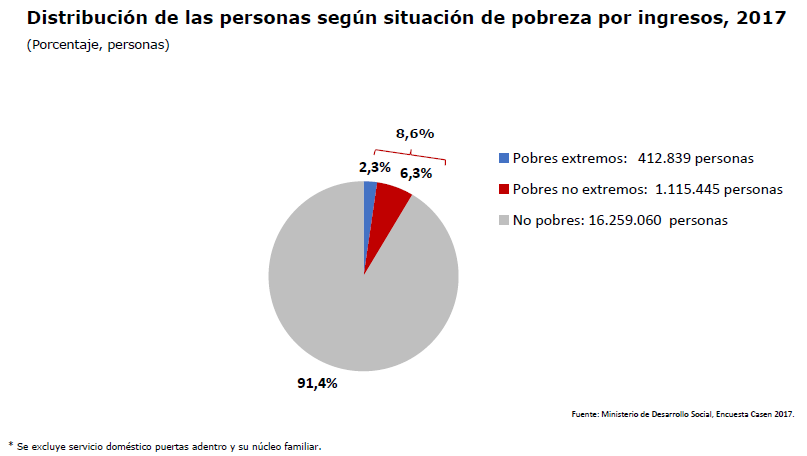 Distribución de las personas según situación de pobreza por ingresos, 2017
(Porcentaje, personas)
8,6%
2,3%
6,3%
Pobres extremos: 412.839 personas
Pobres no extremos: 1.115.445 personas
No pobres: 16.259.060 personas
91,4%
Fuente: Ministerio de Desarrollo Social, Encuesta Casen 2017.
* Se excluye servicio doméstico puertas adentro y su núcleo familiar.